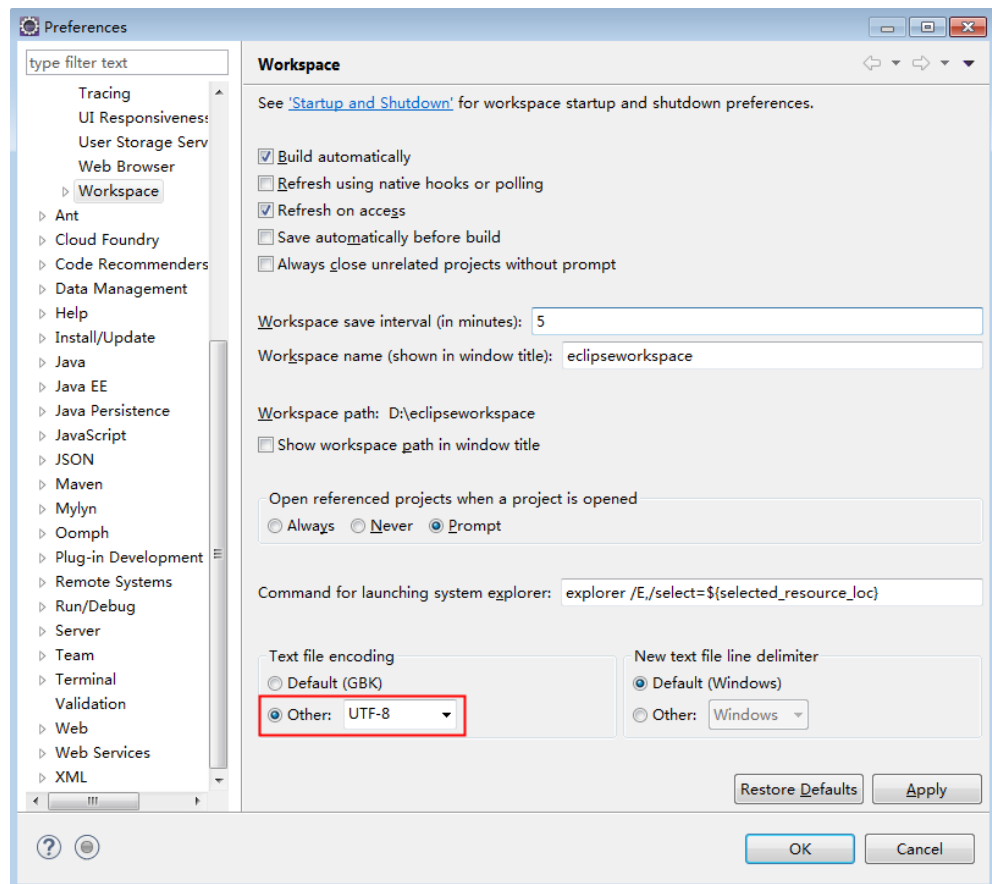 Preferences
type filter text
Tracing
UI Responsiveness
User Storage Serv
Web Browser
Workspace
Ant
Cloud Foundry
Code Recommenders
Data Management
Help
Install/Update
Java
Java EE
Java Persistence
JavaScript
JSON
Maven
Mylyn
Oomph
Plug-in Development
Remote Systems
Run/Debug
Server
Team
Terminal
Validation
Web
Web Services
XML
Workspace
See 'Startup and Shutdown' for workspace startup and shutdown preferences.
Build automatically
Refresh using native hooks or polling
Refresh on access
Save automatically before build
Always close unrelated projects without prompt
Workspace save interval (in minutes): 5
Workspace name (shown in window title): eclipseworkspace
Workspace path: D:\eclipseworkspace
Show workspace path in window title
Open referenced projects when a project is opened
Always Never Prompt
Command for launching system explorer: explorer /E,/select=${selected_resource_loc}
Text file encoding
Default (GBK)
Other: UTF-8
New text file line delimiter
Default (Windows)
Other: Windows
Restore Defaults Apply
OK Cancel